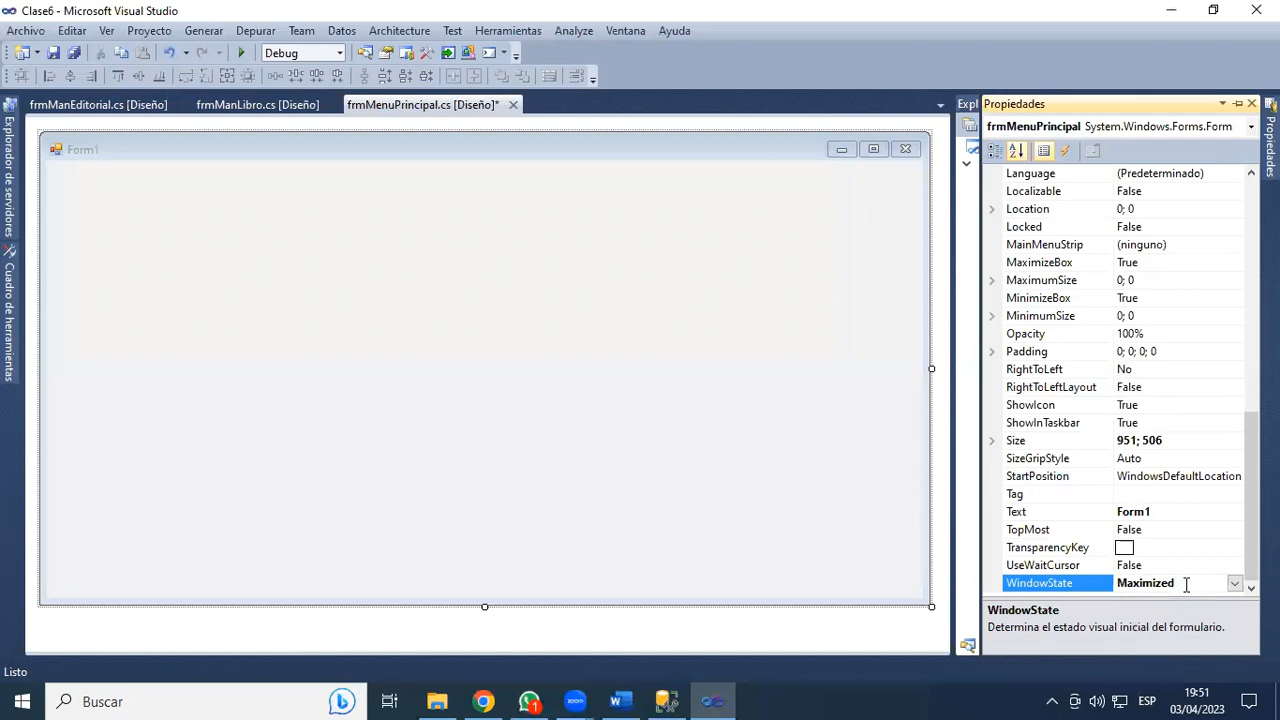 Clase6 - Microsoft Visual Studio
Archivo Editar Ver Proyecto Generar Depurar Team Datos Architecture Test Herramientas Analyze Ventana Ayuda
Debug
frmManEditorial.cs [Diseño] frmManLibro.cs [Diseño] frmMenuPrincipal.cs [Diseño]*
Explorador de servidores
Cuadro de herramientas
Form1
Expl
Propiedades
frmMenuPrincipal System.Windows.Forms.Form
Language (Predeterminado)
Localizable False
Location 0; 0
Locked False
MainMenuStrip (ninguno)
MaximizeBox True
MaximumSize 0; 0
MinimizeBox True
MinimumSize 0; 0
Opacity 100%
Padding 0; 0; 0; 0
RightToLeft No
RightToLeftLayout False
ShowIcon True
ShowInTaskbar True
Size 951; 506
SizeGripStyle Auto
StartPosition WindowsDefaultLocation
Tag
Text Form1
TopMost False
TransparencyKey
UseWaitCursor False
WindowState Maximized
WindowState
Determina el estado visual inicial del formulario.
Propiedades
Listo
Buscar
zoom
1
ESP
19:51
03/04/2023